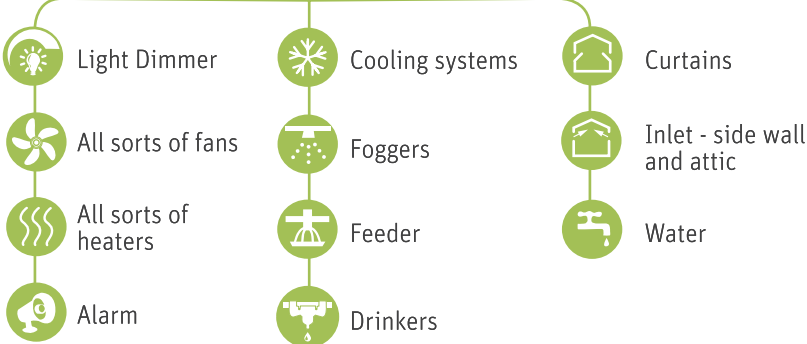 Light Dimmer
All sorts of fans
All sorts of
heaters
Alarm
Cooling systems
Foggers
Feeder
Drinkers
Curtains
Inlet - side wall
and attic
Water